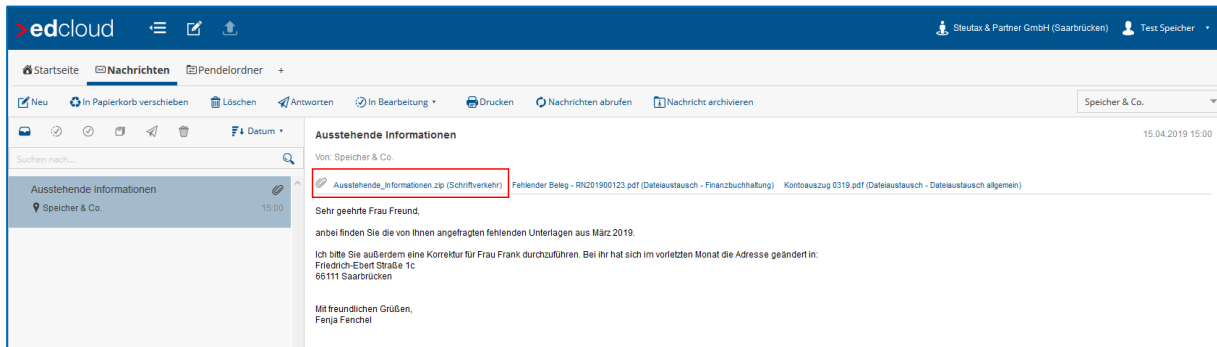 >edcloud
Steutax & Partner GmbH (Saarbrücken) Test Speicher
Startseite Nachrichten Pendelordner +
Neu In Papierkorb verschieben Löschen Antworten In Bearbeitung Drucken Nachrichten abrufen Nachricht archivieren Speicher & Co.
Datum
Suchen nach...
Ausstehende Informationen
Speicher & Co. 15:00
Ausstehende Informationen 15.04.2019 15:00
Von: Speicher & Co.
Ausstehende_Informationen.zip (Schriftverkehr) Fehlender Beleg - RN201900123.pdf (Dateiaustausch - Finanzbuchhaltung) Kontoauszug 0319.pdf (Dateiaustausch - Dateiaustausch allgemein)
Sehr geehrte Frau Freund,
anbei finden Sie die von Ihnen angefragten fehlenden Unterlagen aus März 2019.
Ich bitte Sie außerdem eine Korrektur für Frau Frank durchzuführen. Bei ihr hat sich im vorletzten Monat die Adresse geändert in:
Friedrich-Ebert Straße 1c
66111 Saarbrücken
Mit freundlichen Grüßen,
Fenja Fenchel